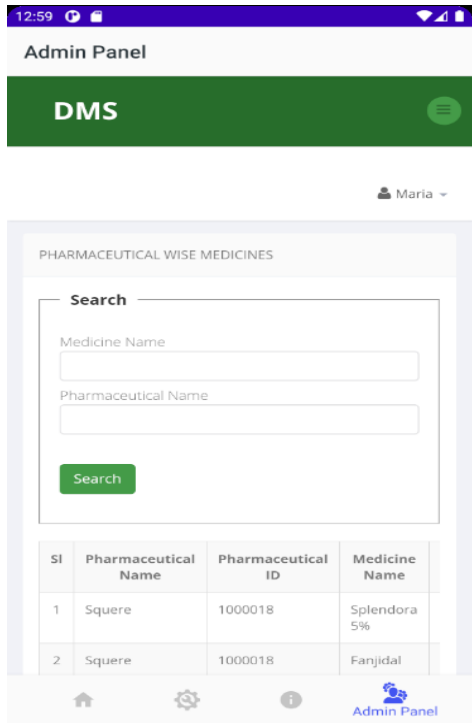 12:59
Admin Panel
DMS
Maria
PHARMACEUTICAL WISE MEDICINES
Search
Medicine Name
Pharmaceutical Name
Search
Sl Pharmaceutical Name Pharmaceutical ID Medicine Name
1 Squere 1000018 Splendora 5%
2 Squere 1000018 Fanjidal
Admin Panel